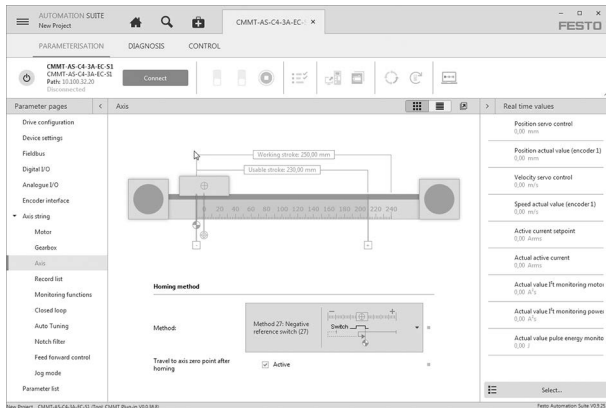 AUTOMATION SUITE
New Project
CMMT-AS-C4-3A-EC-S
FESTO
PARAMETERISATION
DIAGNOSIS
CONTROL
CMMT-AS-C4-3A-EC-S1
CMMT-AS-C4-3A-EC-S1
Path: 10.100.32.20
Disconnected
Connect
Parameter pages
Axis
Real time values
Drive configuration
Device settings
Fieldbus
Digital I/O
Analogue I/O
Encoder interface
Axis string
Motor
Gearbox
Axis
Record list
Monitoring functions
Closed loop
Auto Tuning
Notch filter
Feed forward control
Jog mode
Parameter list
Working stroke: 250,00 mm
Usable stroke: 230,00 mm
0 20 40 60 80 100 120 140 160 180 200 220 240
Homing method
Method:
Method 27: Negative
reference switch (27)
Switch
Travel to axis zero point after
homing
Active
Position servo control
0,00 mm
Position actual value (encoder 1)
0,00 mm
Velocity servo control
0,00 m/s
Speed actual value (encoder 1)
0,00 m/s
Active current setpoint
0,00 Arms
Actual active current
0,00 Arms
Actual value I²t monitoring motor
0,00 A²s
Actual value I²t monitoring power
0,00 A²s
Actual value pulse energy monito
0,00 J
Select...
Festo Automation Suite V0.9.25